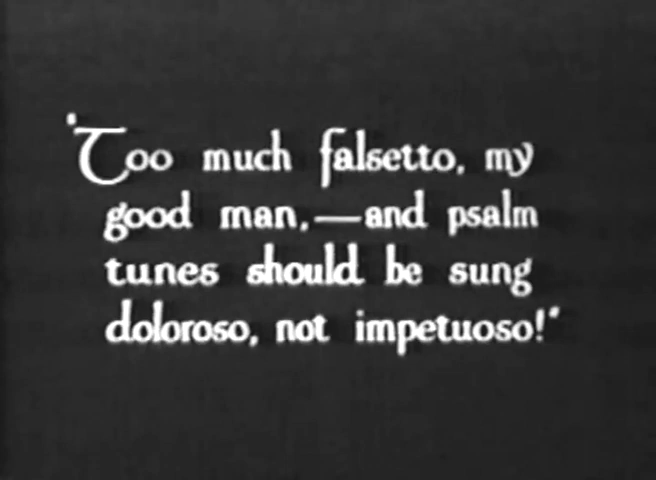 "Too much falsetto, my
good man,—and psalm
tunes should be sung
doloroso, not impetuoso!"